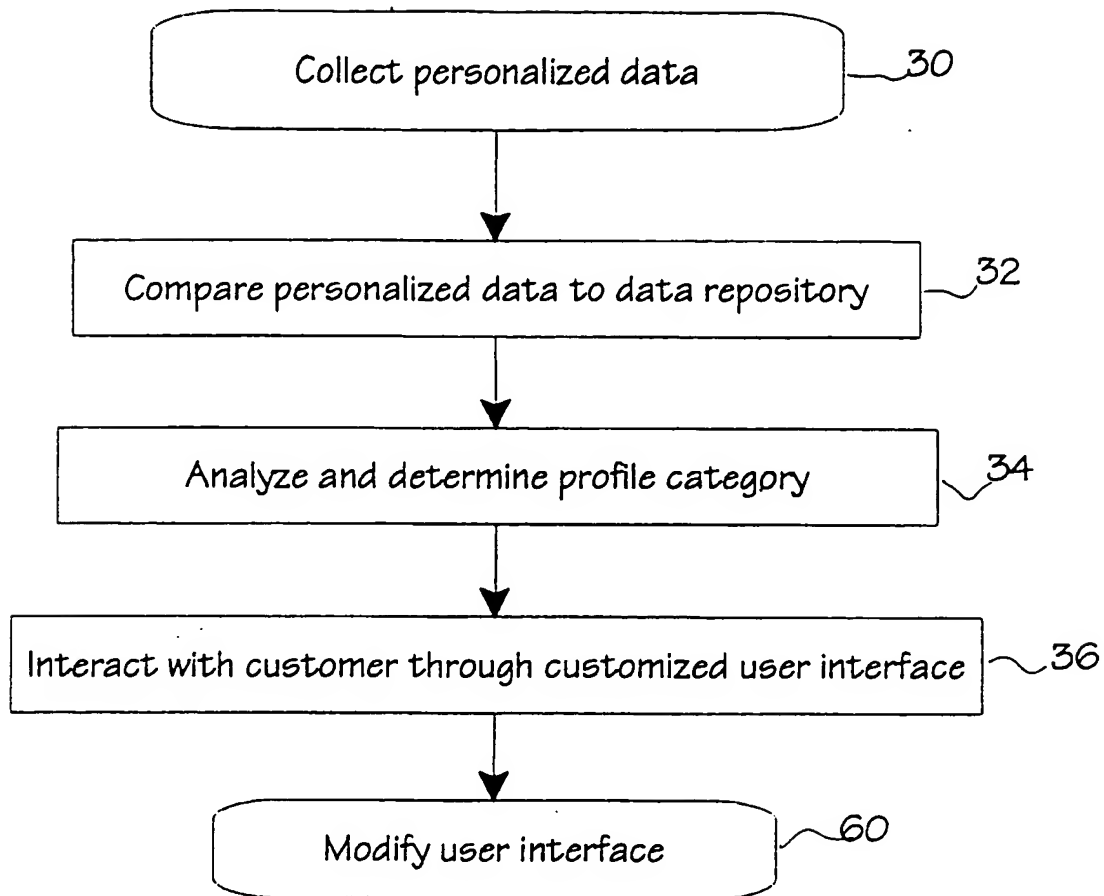 Collect personalized data 30
Compare personalized data to data repository 32
Analyze and determine profile category 34
Interact with customer through customized user interface 36
Modify user interface 60